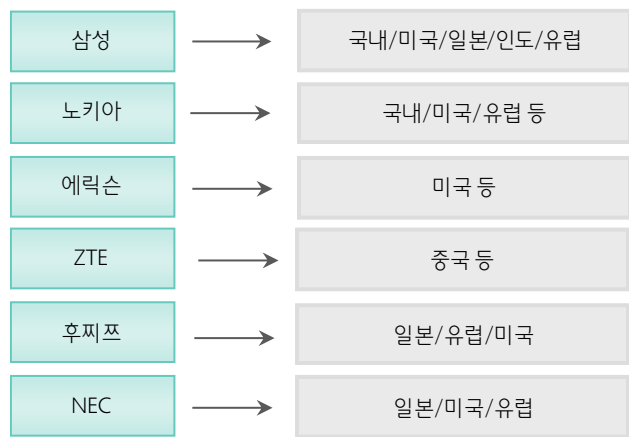 삼성
국내/미국/일본/인도/유럽
노키아
국내/미국/유럽 등
에릭슨
미국 등
ZTE
중국 등
후찌쯔
일본/유럽/미국
NEC
일본/미국/유럽